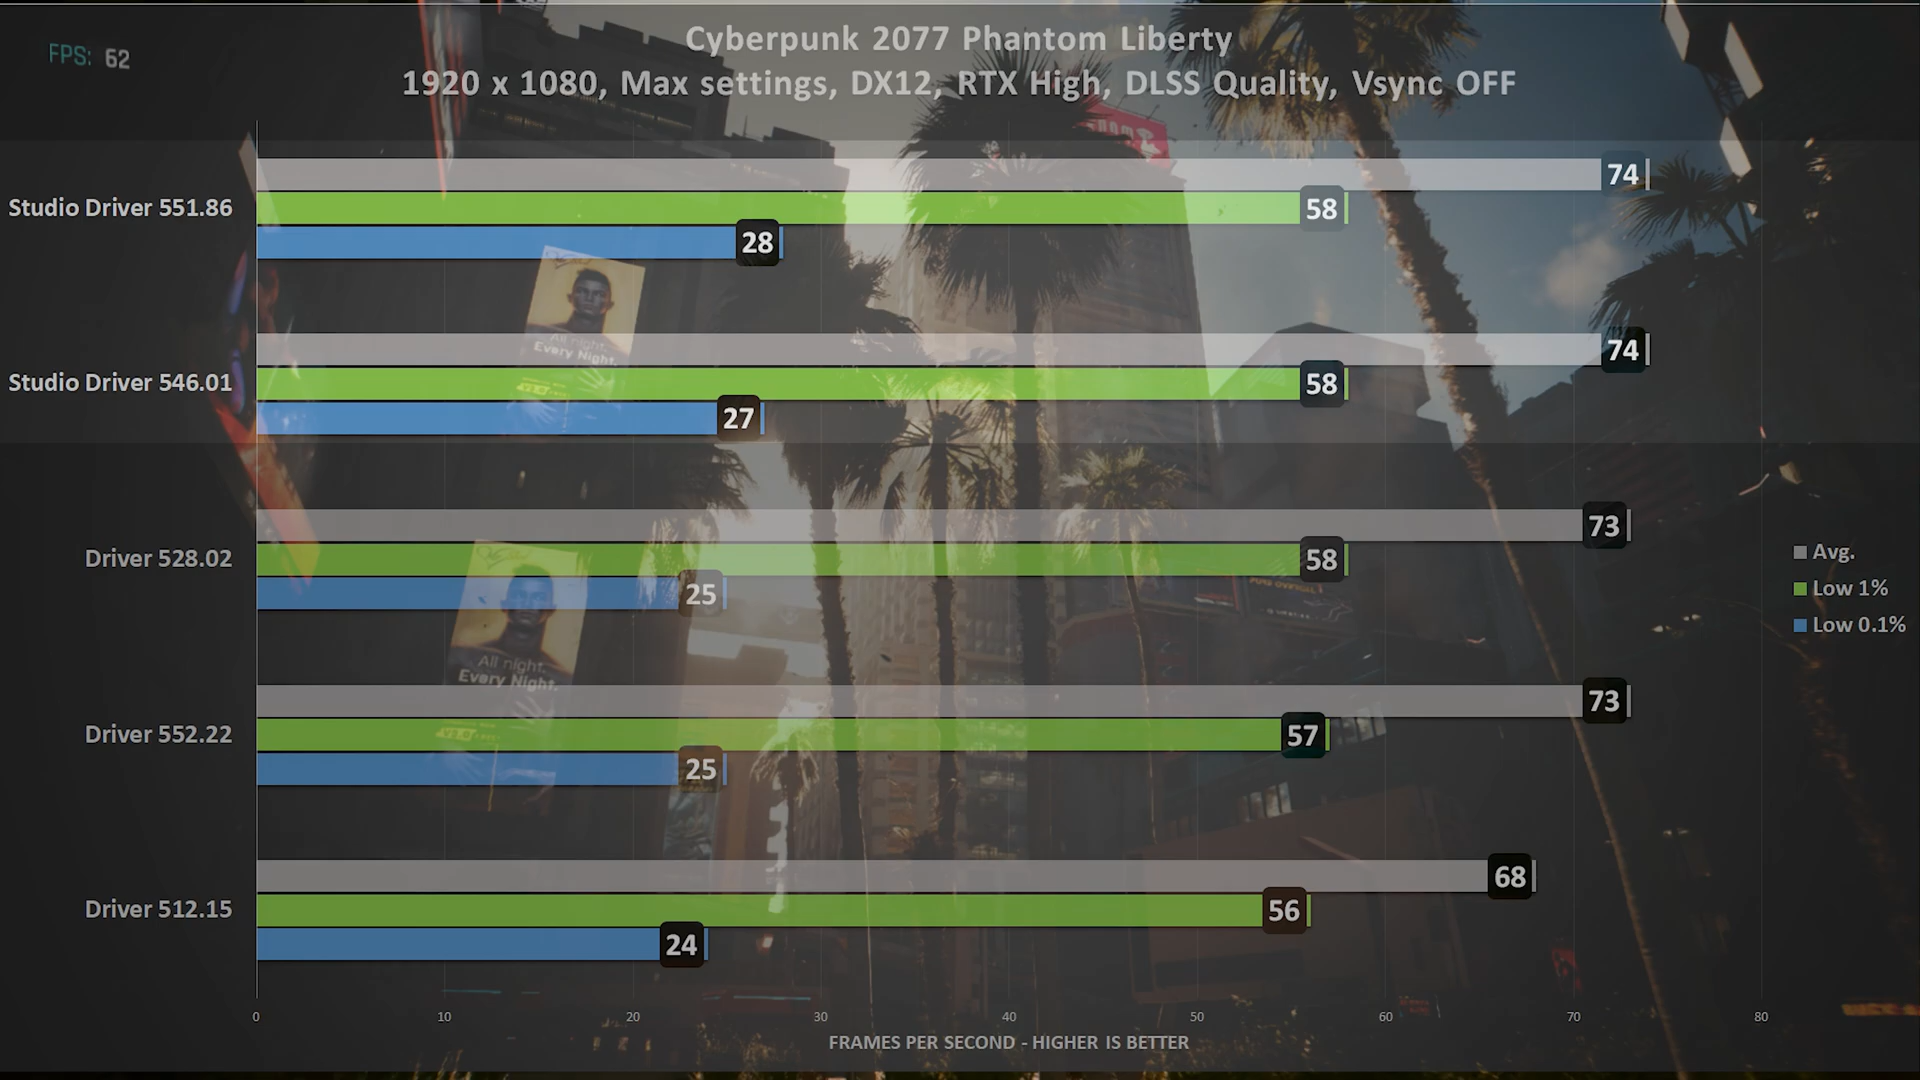 FPS: 62
Cyberpunk 2077 Phantom Liberty
1920 x 1080, Max settings, DX12, RTX High, DLSS Quality, Vsync OFF
Studio Driver 551.86
74
58
28
Studio Driver 546.01
74
58
27
Driver 528.02
73
58
25
Driver 552.22
73
57
25
Driver 512.15
68
56
24
Avg.
Low 1%
Low 0.1%
All night.
Every Night.
All night.
Every Night.
0 10 20 30 40 50 60 70 80
FRAMES PER SECOND - HIGHER IS BETTER